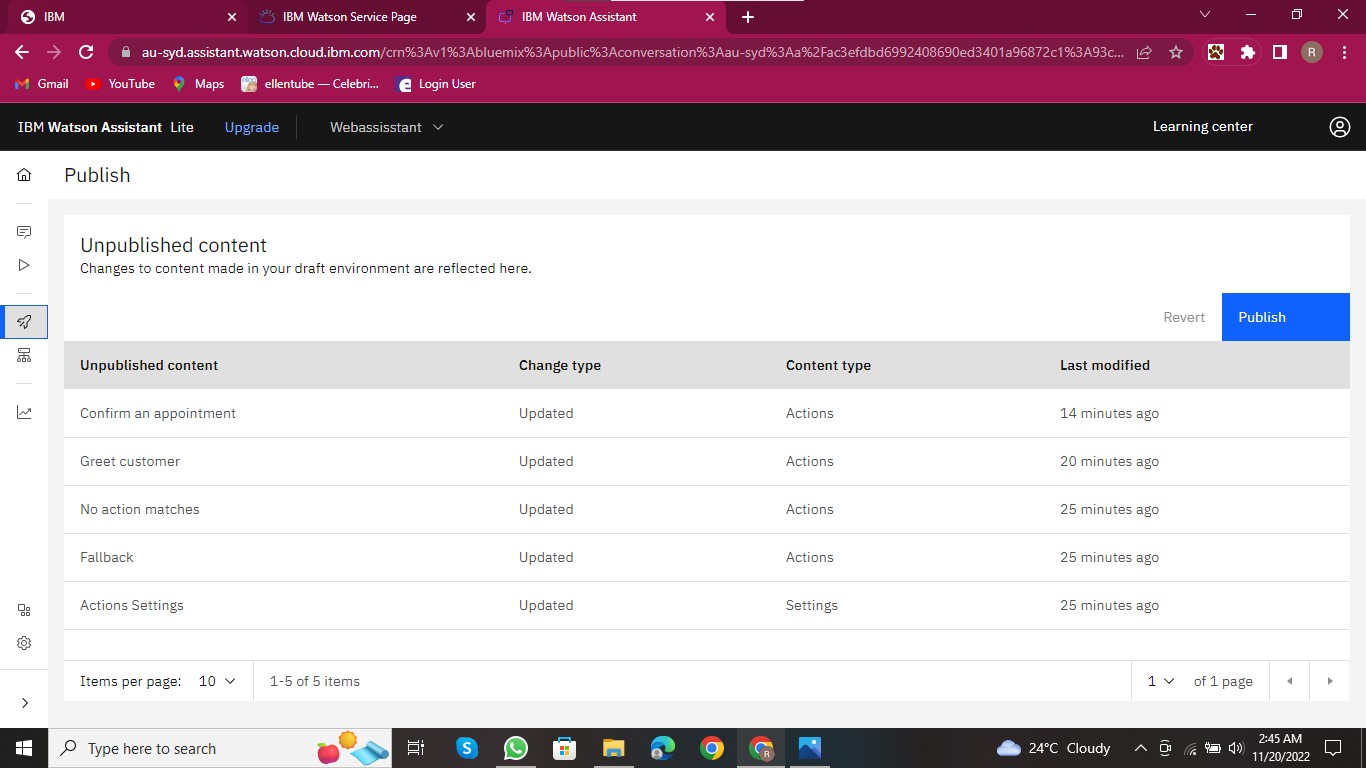 IBM
IBM Watson Service Page
IBM Watson Assistant
au-syd.assistant.watson.cloud.ibm.com/crn%3Av1%3Abluemix%3Apublic%3Aconversation%3Aau-syd%3Aa%2Fac3efdbd6992408690ed3401a96872c1%3A93c...
R
Gmail
YouTube
Maps
ellentube — Celebri...
Login User
IBM Watson Assistant Lite
Upgrade
Webassisstant
Learning center
Publish
Unpublished content
Changes to content made in your draft environment are reflected here.
Revert
Publish
Unpublished content Change type Content type Last modified
Confirm an appointment Updated Actions 14 minutes ago
Greet customer Updated Actions 20 minutes ago
No action matches Updated Actions 25 minutes ago
Fallback Updated Actions 25 minutes ago
Actions Settings Updated Settings 25 minutes ago
Items per page: 10 1-5 of 5 items 1 of 1 page
Type here to search
24°C Cloudy
2:45 AM
11/20/2022